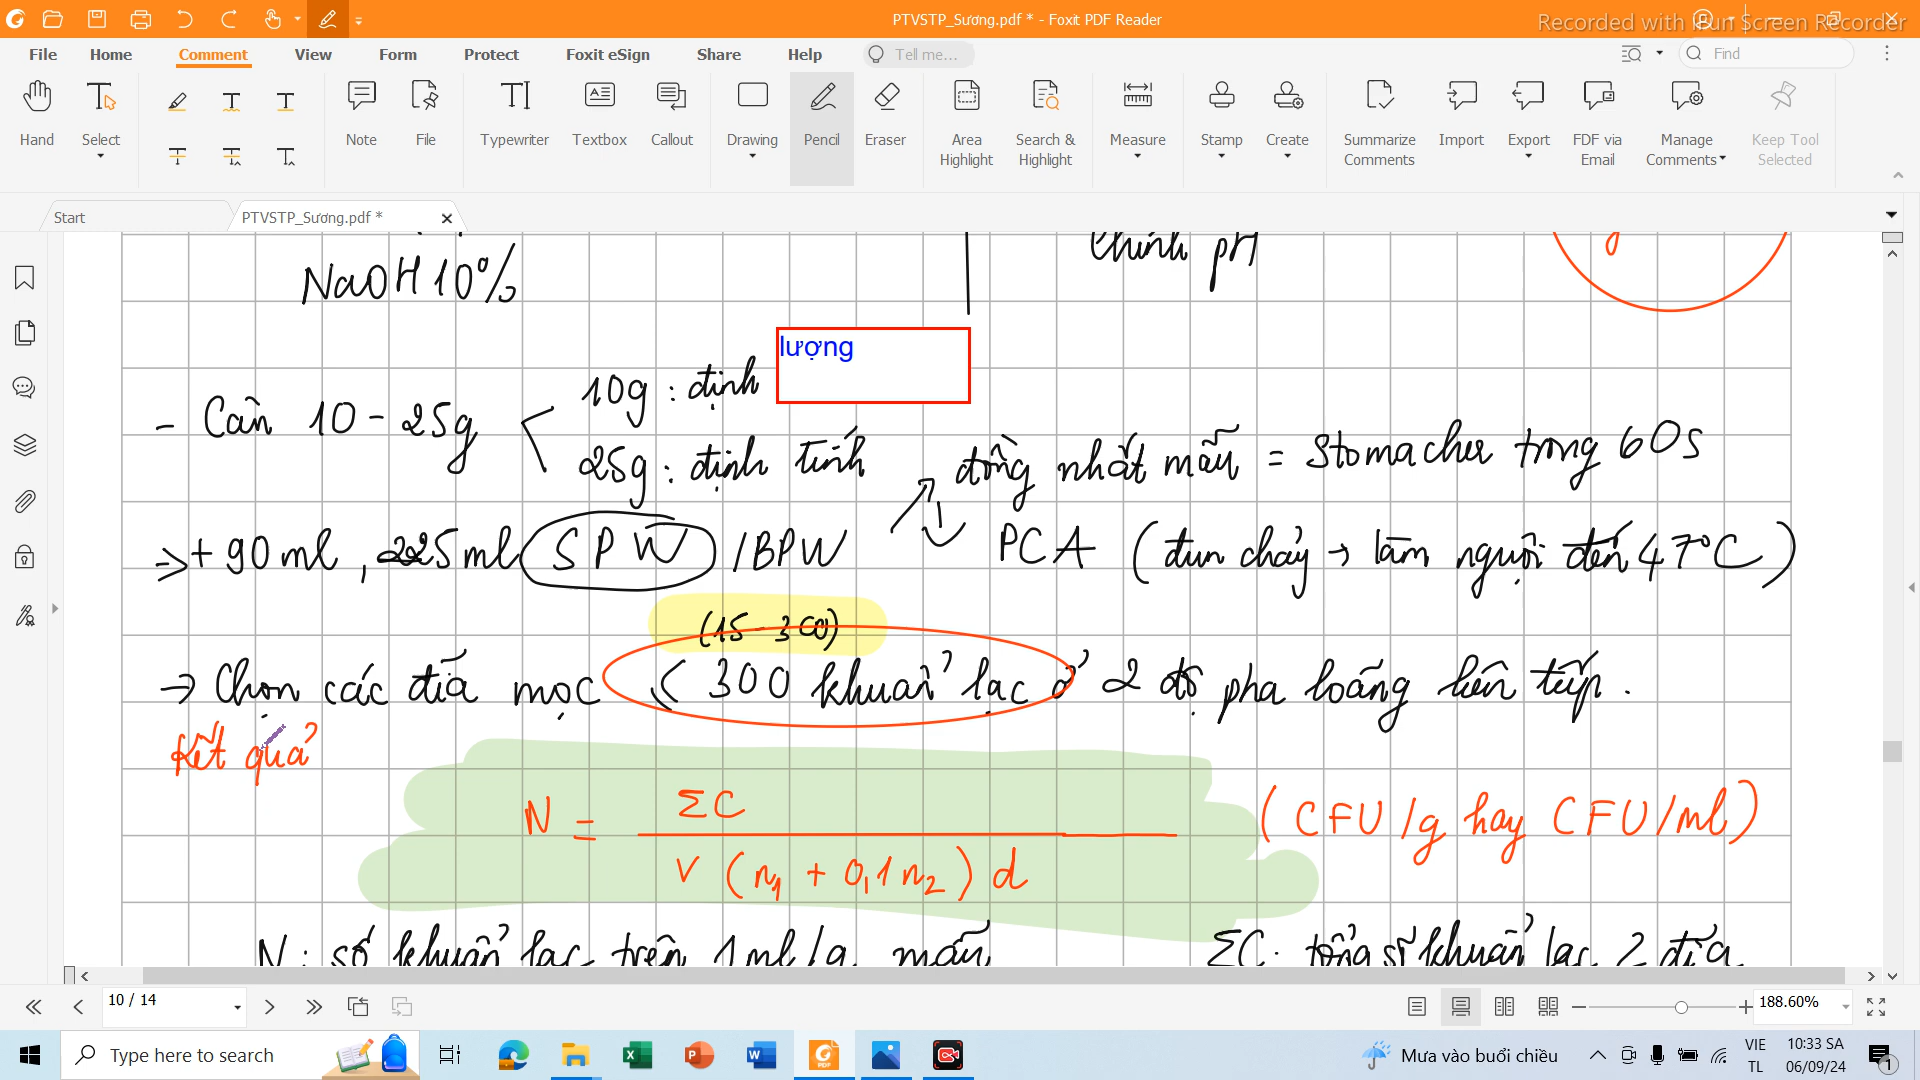 PTVSTP_Sương.pdf * - Foxit PDF Reader
Recorded with iFun Screen Recorder
File Home Comment View Form Protect Foxit eSign Share Help Tell me... Find
Hand Select Note File Typewriter Textbox Callout Drawing Pencil Eraser Area Highlight Search & Highlight Measure Stamp Create Summarize Comments Import Export FDF via Email Manage Comments Keep Tool Selected
Start PTVSTP_Sương.pdf *
NaOH 10% chỉnh pH
lượng
10g : định
- Cân 10 - 25g
25g : định tính đồng nhất mẫu = Stomacher trong 60s
=> + 90ml, 225ml SPW /BPW PCA (đun chảy → làm nguội đến 47°C)
(15 - 300)
→ Chọn các đĩa mọc < 300 khuẩn lạc ở 2 độ pha loãng liên tiếp.
Kết quả
N = ΣC / v (n1 + 0,1 n2) d (CFU/g hay CFU/ml)
N : số khuẩn lạc trên 1ml/g mẫu ΣC: tổng số khuẩn lạc 2 đĩa
10 / 14 188.60%
Type here to search Mưa vào buổi chiều VIE 10:33 SA
TL 06/09/24 1